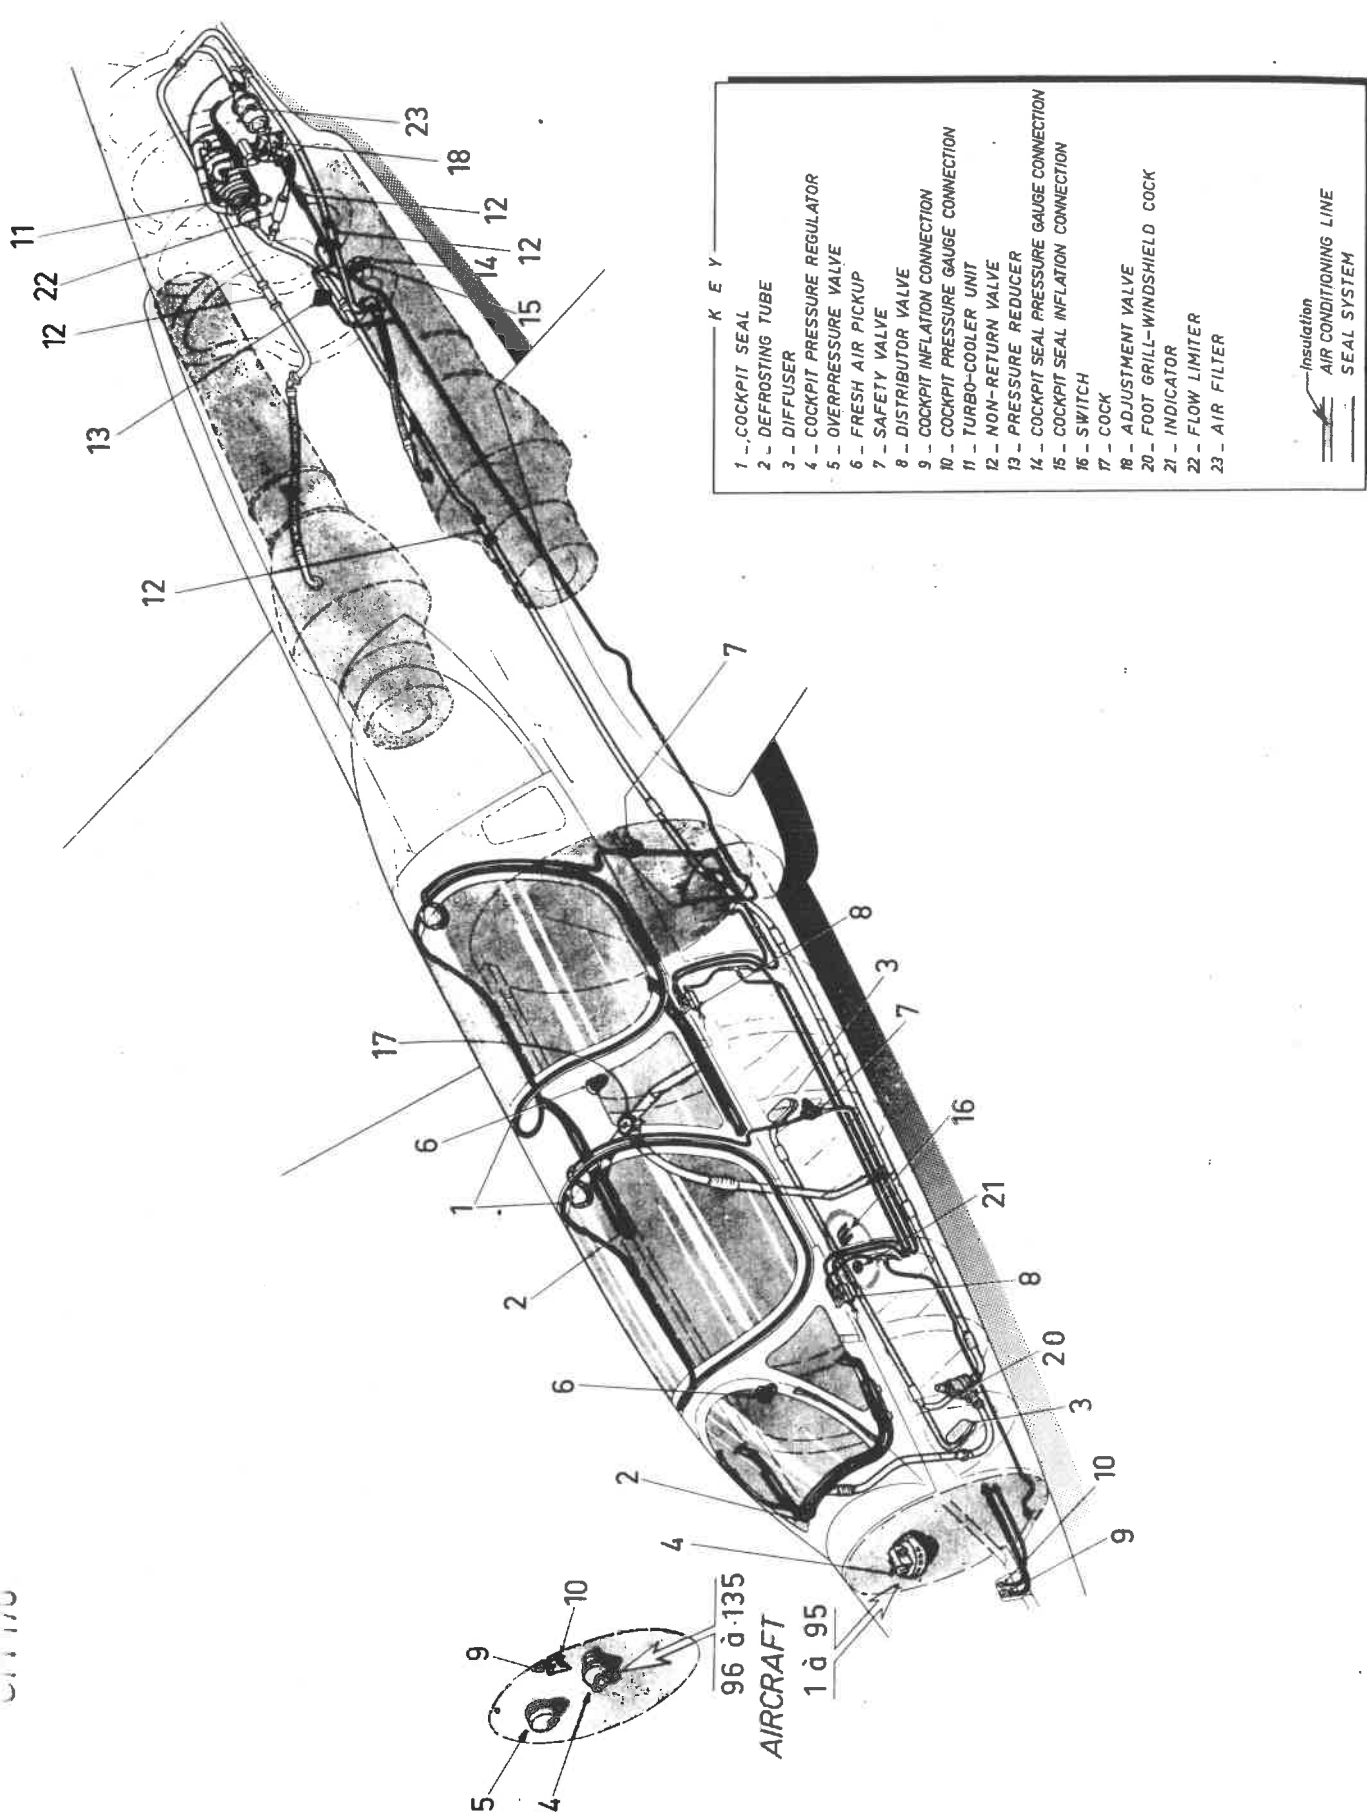 11
22
12
13
12
23
18
12
12
14
15
7
17
6
1
2
6
2
8
3
7
16
21
8
20
3
10
9
4
9
10
5
4
96 à 135
AIRCRAFT
1 à 95
K E Y
1 _ COCKPIT SEAL
2 _ DEFROSTING TUBE
3 _ DIFFUSER
4 _ COCKPIT PRESSURE REGULATOR
5 _ OVERPRESSURE VALVE
6 _ FRESH AIR PICKUP
7 _ SAFETY VALVE
8 _ DISTRIBUTOR VALVE
9 _ COCKPIT INFLATION CONNECTION
10 _ COCKPIT PRESSURE GAUGE CONNECTION
11 _ TURBO-COOLER UNIT
12 _ NON-RETURN VALVE
13 _ PRESSURE REDUCER
14 _ COCKPIT SEAL PRESSURE GAUGE CONNECTION
15 _ COCKPIT SEAL INFLATION CONNECTION
16 _ SWITCH
17 _ COCK
18 _ ADJUSTMENT VALVE
20 _ FOOT GRILL-WINDSHIELD COCK
21 _ INDICATOR
22 _ FLOW LIMITER
23 _ AIR FILTER
Insulation
AIR CONDITIONING LINE
SEAL SYSTEM